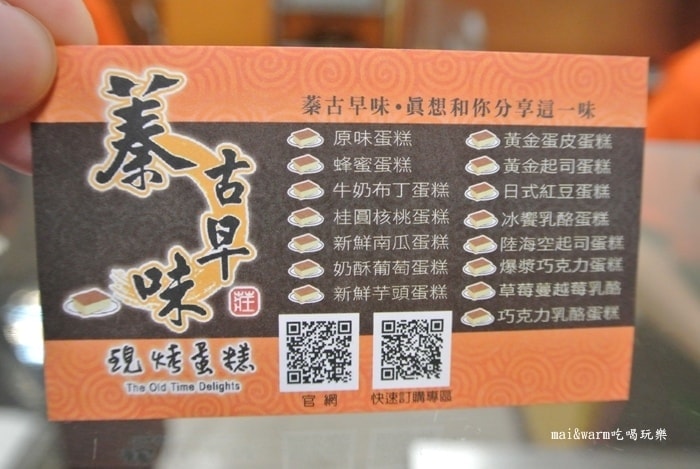 蓁古早味
莊
現烤蛋糕
The Old Time Delights
蓁古早味・真想和你分享這一味
原味蛋糕
蜂蜜蛋糕
牛奶布丁蛋糕
桂圓核桃蛋糕
新鮮南瓜蛋糕
奶酥葡萄蛋糕
新鮮芋頭蛋糕
黃金蛋皮蛋糕
黃金起司蛋糕
日式紅豆蛋糕
冰饗乳酪蛋糕
陸海空起司蛋糕
爆漿巧克力蛋糕
草莓蔓越莓乳酪
巧克力乳酪蛋糕
官網
快速訂購專區
mai&warm吃喝玩樂